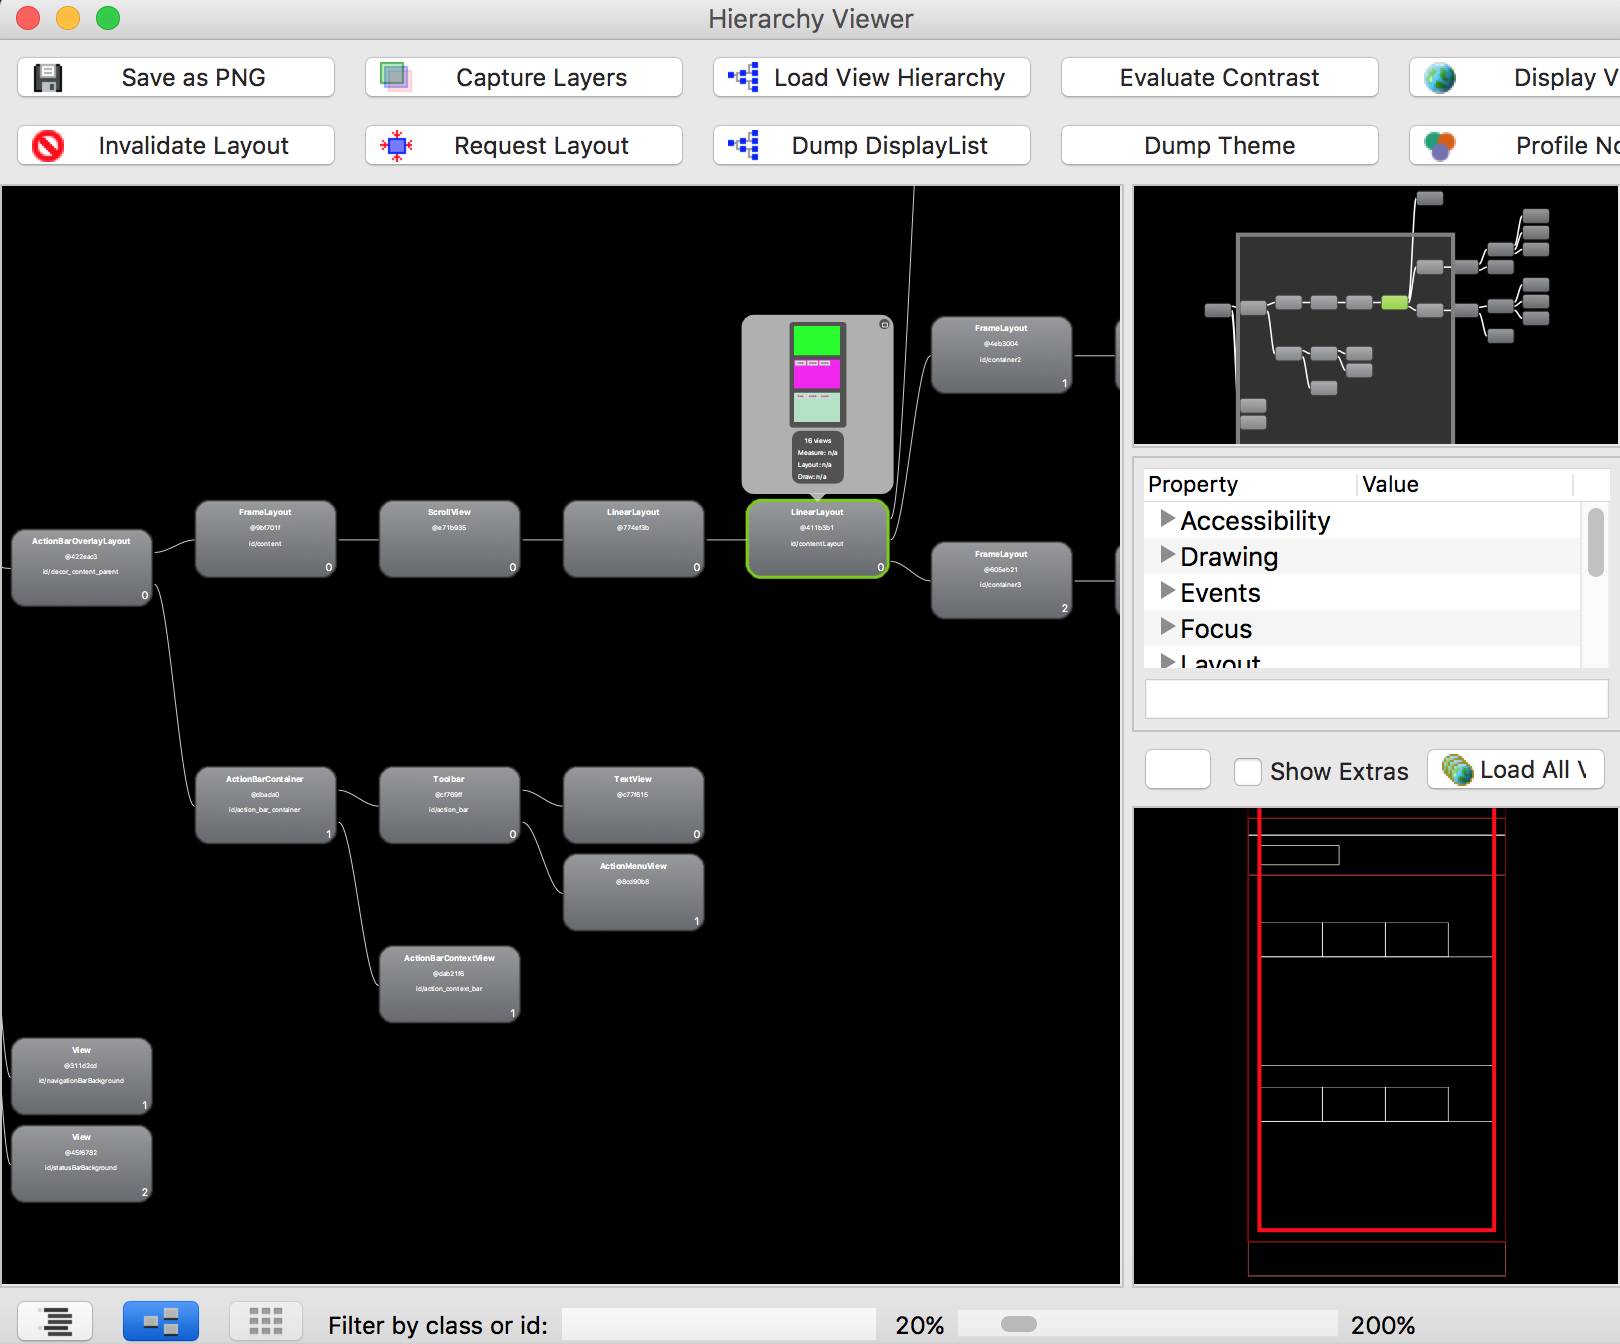 Hierarchy Viewer
Save as PNG
Capture Layers
Load View Hierarchy
Evaluate Contrast
Display V
Invalidate Layout
Request Layout
Dump DisplayList
Dump Theme
Profile No
FrameLayout
@4eb3004
id/container2
1
16 views
Measure: n/a
Layout: n/a
Draw: n/a
ActionBarOverlayLayout
@422eac3
id/decor_content_parent
0
FrameLayout
@9bf701f
id/content
0
ScrollView
@e71b935
0
LinearLayout
@774ef3b
0
LinearLayout
@411b3b1
id/contentLayout
0
FrameLayout
@605eb21
id/container3
2
ActionBarContainer
@dbada0
id/action_bar_container
1
Toolbar
@cf769ff
id/action_bar
0
TextView
@c77f615
0
ActionMenuView
@8cd90b8
1
ActionBarContextView
@dab21f6
id/action_context_bar
1
View
@311d2cd
id/navigationBarBackground
1
View
@45f6782
id/statusBarBackground
2
Property Value
Accessibility
Drawing
Events
Focus
Layout
Show Extras
Load All V
Filter by class or id:
20%
200%